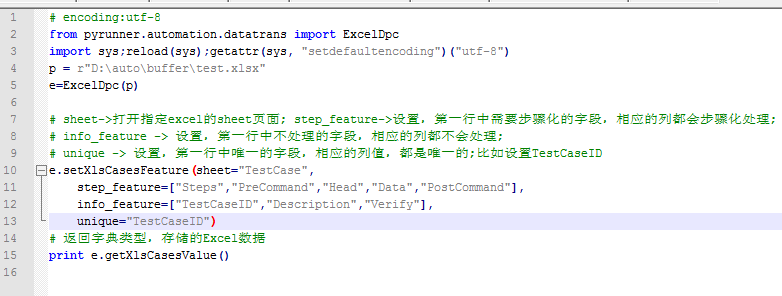 1 # encoding:utf-8
2 from pyrunner.automation.datatrans import ExcelDpc
3 import sys;reload(sys);getattr(sys, "setdefaultencoding")("utf-8")
4 p = r"D:\auto\buffer\test.xlsx"
5 e=ExcelDpc(p)
6
7 # sheet->打开指定excel的sheet页面; step_feature->设置，第一行中需要步骤化的字段，相应的列都会步骤化处理;
8 # info_feature -> 设置，第一行中不处理的字段，相应的列都不会处理;
9 # unique -> 设置，第一行中唯一的字段，相应的列值，都是唯一的;比如设置TestCaseID
10 e.setXlsCasesFeature(sheet="TestCase",
11 step_feature=["Steps","PreCommand","Head","Data","PostCommand"],
12 info_feature=["TestCaseID","Description","Verify"],
13 unique="TestCaseID")
14 # 返回字典类型，存储的Excel数据
15 print e.getXlsCasesValue()
16